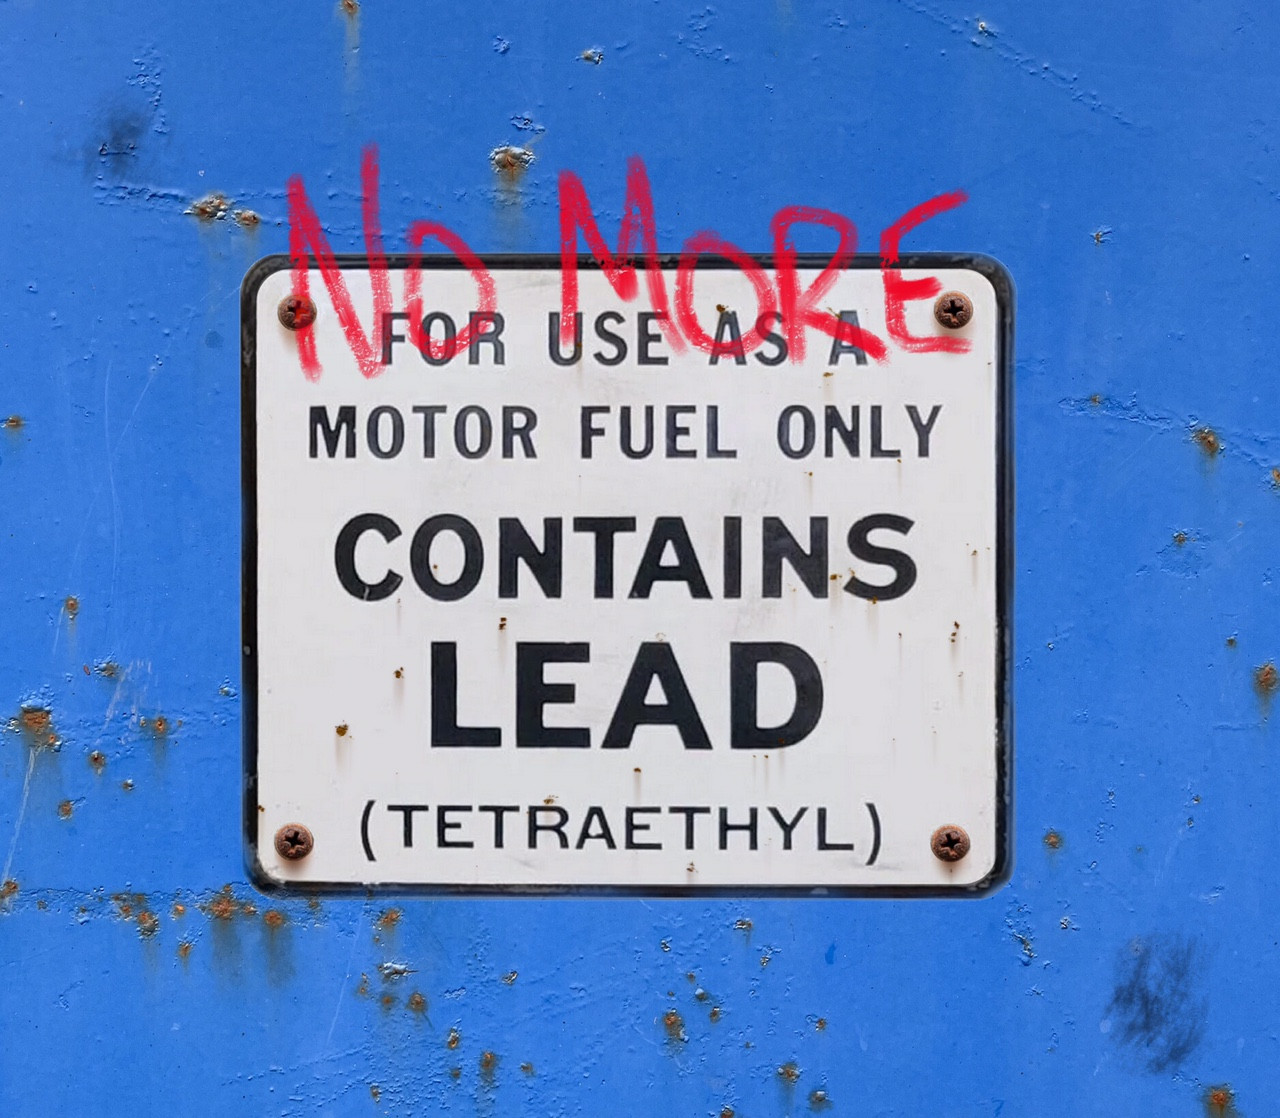 NO MORE
FOR USE AS A
MOTOR FUEL ONLY
CONTAINS
LEAD
(TETRAETHYL)